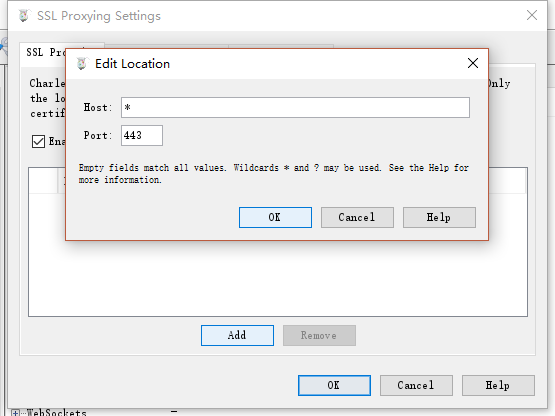 SSL Proxying Settings
SSL
Edit Location
Charle
Only
the lo
certif
Host: *
Port: 443
Empty fields match all values. Wildcards * and ? may be used. See the Help for
more information.
OK Cancel Help
Add Remove
OK Cancel Help
WebSockets